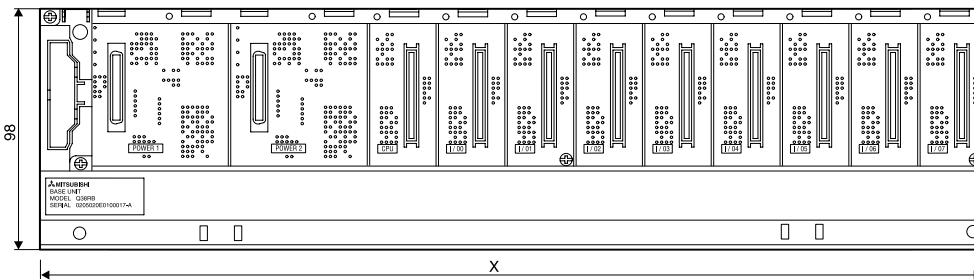 98
POWER 1
POWER 2
CPU
I / 00
I / 01
I / 02
I / 03
I / 04
I / 05
I / 06
I / 07
MITSUBISHI
BASE UNIT
MODEL Q38RB
SERIAL 0205020E0100017-A
X